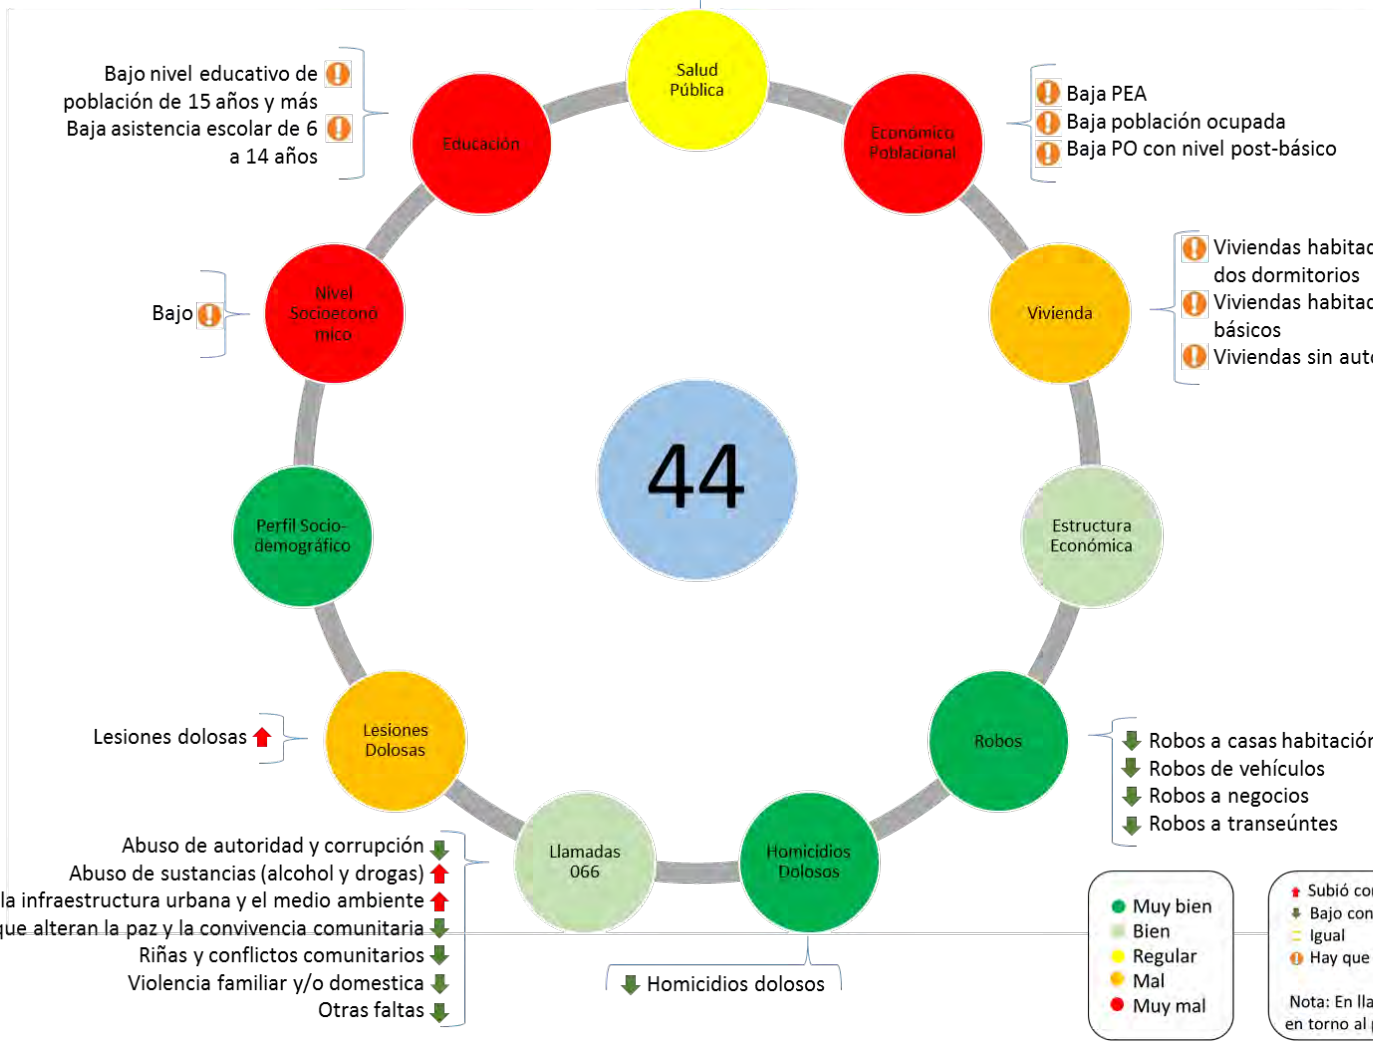 Salud
Pública
Bajo nivel educativo de
población de 15 años y más
Baja asistencia escolar de 6
a 14 años
Educación
Económico
Poblacional
Baja PEA
Baja población ocupada
Baja PO con nivel post-básico
Nivel
Socioeconó
mico
Bajo
Vivienda
Viviendas habitad
dos dormitorios
Viviendas habitad
básicos
Viviendas sin auto
44
Perfil Socio-
demográfico
Estructura
Económica
Lesiones
Dolosas
Lesiones dolosas
Robos
Robos a casas habitación
Robos de vehículos
Robos a negocios
Robos a transeúntes
Llamadas
066
Homicidios
Dolosos
Abuso de autoridad y corrupción
Abuso de sustancias (alcohol y drogas)
la infraestructura urbana y el medio ambiente
que alteran la paz y la convivencia comunitaria
Riñas y conflictos comunitarios
Violencia familiar y/o domestica
Otras faltas
Homicidios dolosos
Muy bien
Bien
Regular
Mal
Muy mal
Subió con
Bajo con
Igual
Hay que
Nota: En lla
en torno al